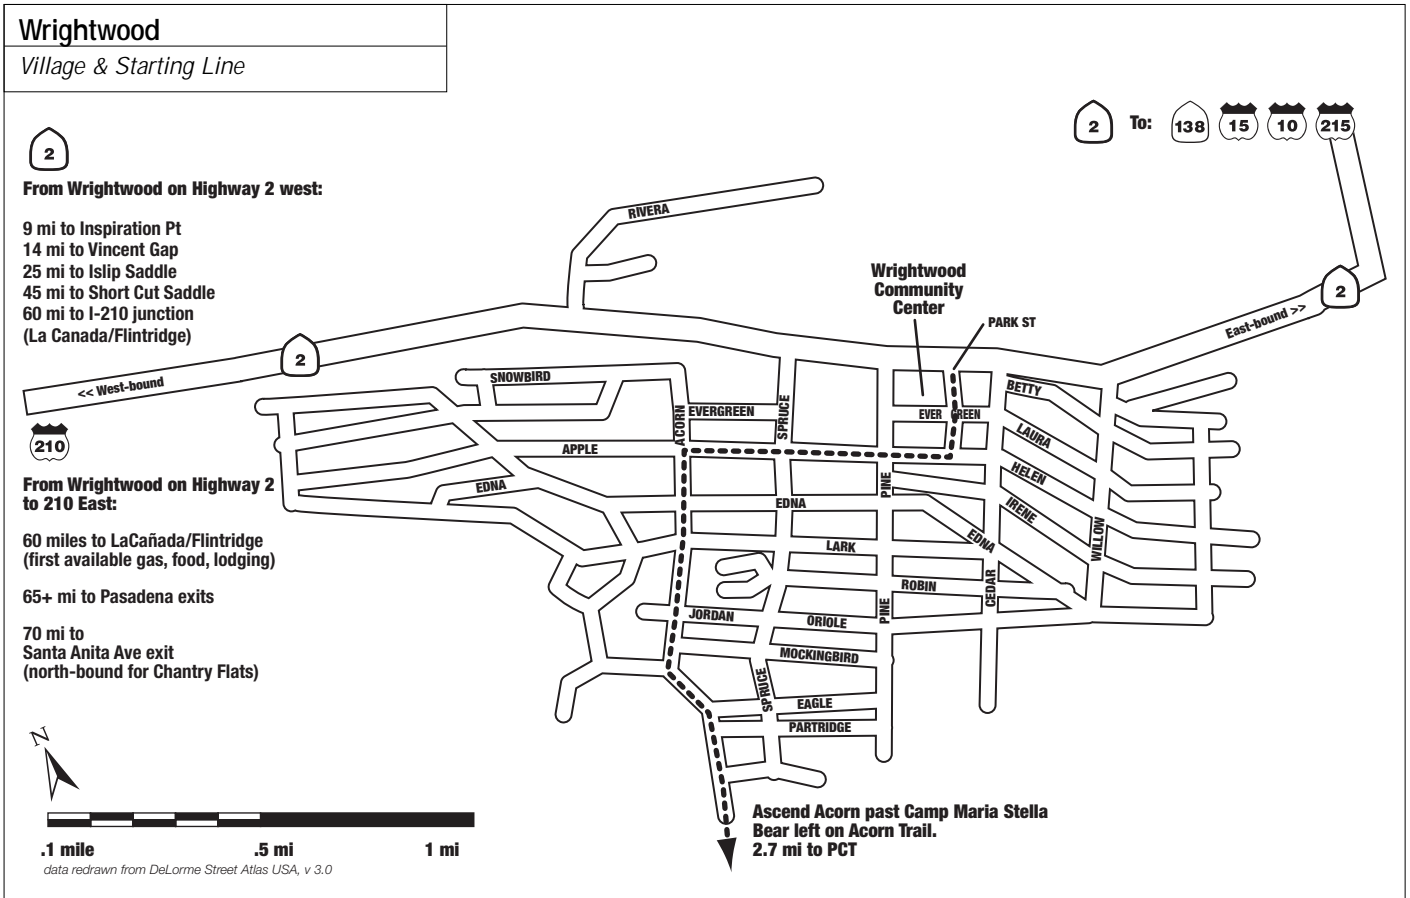 Wrightwood
Village & Starting Line
2
To:
138
15
10
215
2
From Wrightwood on Highway 2 west:
9 mi to Inspiration Pt
14 mi to Vincent Gap
25 mi to Islip Saddle
45 mi to Short Cut Saddle
60 mi to I-210 junction
(La Canada/Flintridge)
RIVERA
Wrightwood
Community
Center
PARK ST
2
East-bound >>
2
<< West-bound
SNOWBIRD
BETTY
ACORN
EVERGREEN
SPRUCE
EVER GREEN
LAURA
210
APPLE
HELEN
From Wrightwood on Highway 2
to 210 East:
60 miles to LaCañada/Flintridge
(first available gas, food, lodging)
65+ mi to Pasadena exits
70 mi to
Santa Anita Ave exit
(north-bound for Chantry Flats)
EDNA
PINE
EDNA
IRENE
EDNA
WILLOW
LARK
ROBIN
CEDAR
PINE
JORDAN
ORIOLE
MOCKINGBIRD
SPRUCE
EAGLE
PARTRIDGE
N
.1 mile
.5 mi
1 mi
data redrawn from DeLorme Street Atlas USA, v 3.0
Ascend Acorn past Camp Maria Stella
Bear left on Acorn Trail.
2.7 mi to PCT